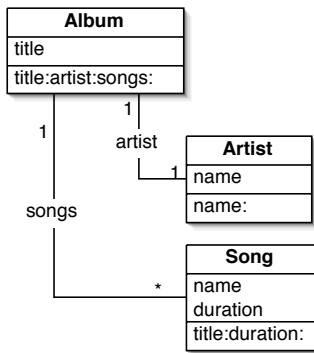 Album
title
title:artist:songs:
1
1
artist
1
Artist
name
name:
songs
*
Song
name
duration
title:duration: